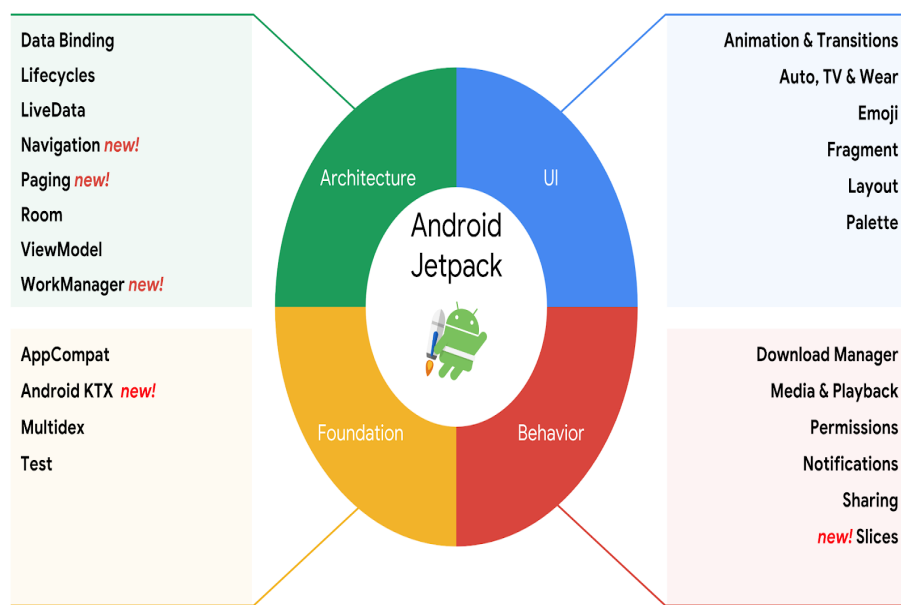 Data Binding
Lifecycles
LiveData
Navigation new!
Paging new!
Room
ViewModel
WorkManager new!
Animation & Transitions
Auto, TV & Wear
Emoji
Fragment
Layout
Palette
Architecture
UI
Android
Jetpack
Foundation
Behavior
AppCompat
Android KTX new!
Multidex
Test
Download Manager
Media & Playback
Permissions
Notifications
Sharing
new! Slices